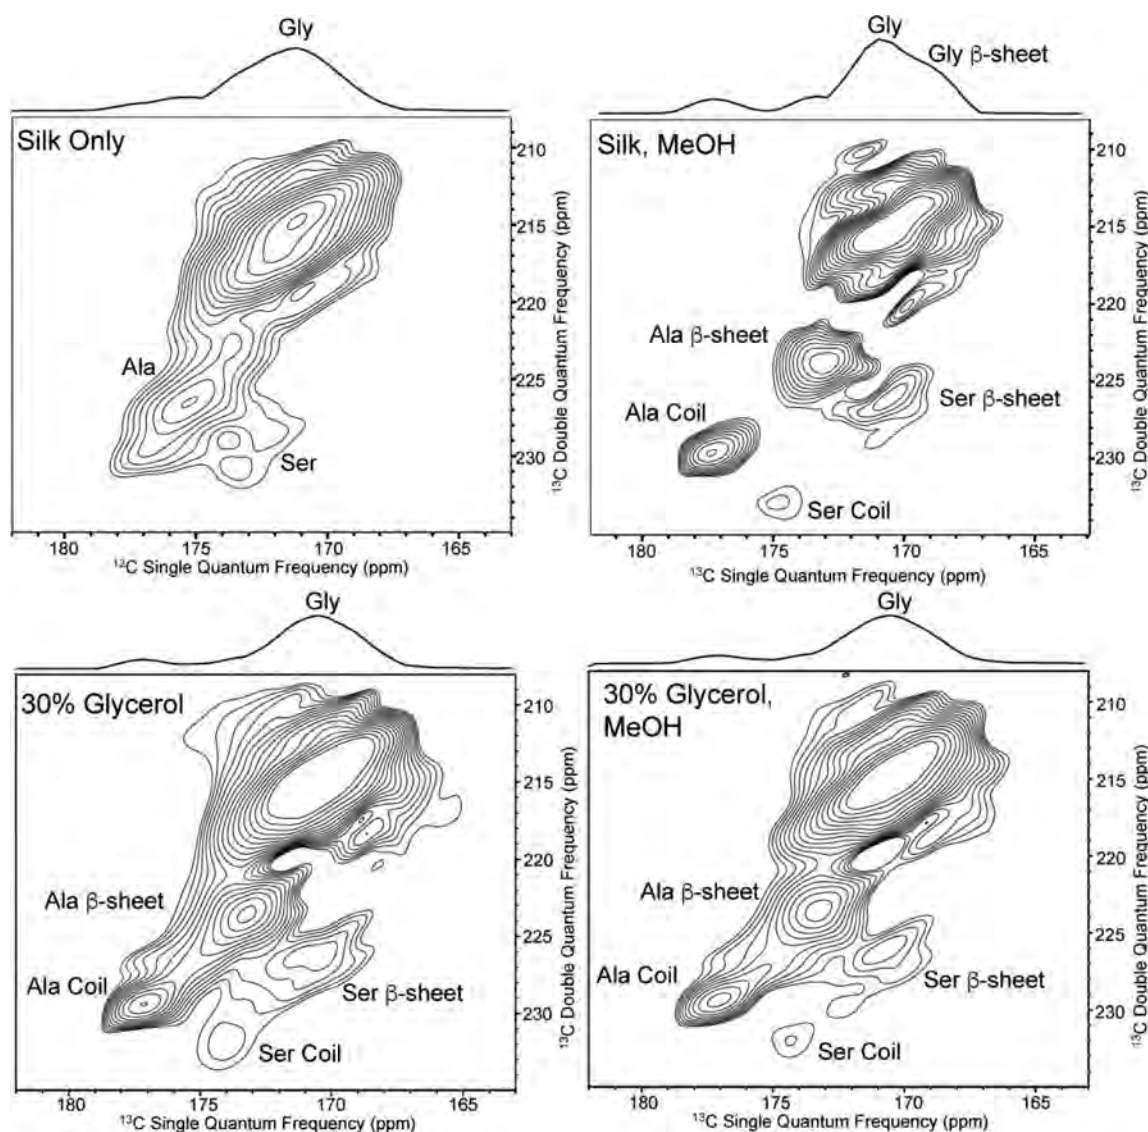 Gly
Silk Only
Ala
Ser
210
215
220
225
230
¹³C Double Quantum Frequency (ppm)
180 175 170 165
¹³C Single Quantum Frequency (ppm)
Gly
Gly β-sheet
Silk, MeOH
Ala β-sheet
Ala Coil
Ser β-sheet
Ser Coil
210
215
220
225
230
¹³C Double Quantum Frequency (ppm)
180 175 170 165
¹³C Single Quantum Frequency (ppm)
Gly
30% Glycerol
Ala β-sheet
Ala Coil
Ser β-sheet
Ser Coil
210
215
220
225
230
¹³C Double Quantum Frequency (ppm)
180 175 170 165
¹³C Single Quantum Frequency (ppm)
Gly
30% Glycerol,
MeOH
Ala β-sheet
Ala Coil
Ser β-sheet
Ser Coil
210
215
220
225
230
¹³C Double Quantum Frequency (ppm)
180 175 170 165
¹³C Single Quantum Frequency (ppm)